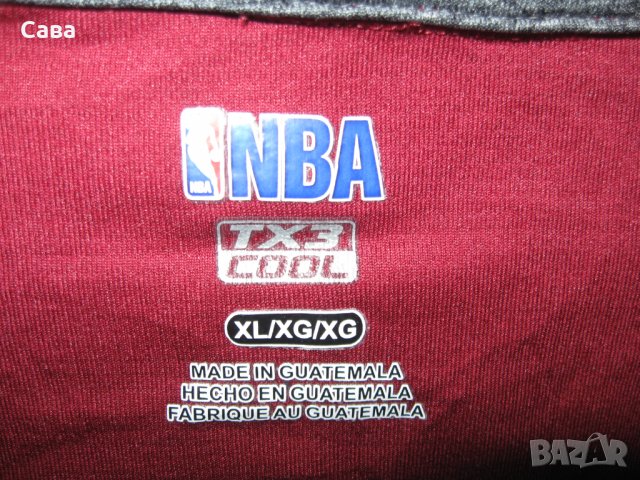 Сава
NBA
NBA
TX3
COOL
XL/XG/XG
MADE IN GUATEMALA
HECHO EN GUATEMALA
FABRIQUE AU GUATEMALA
BAZAR